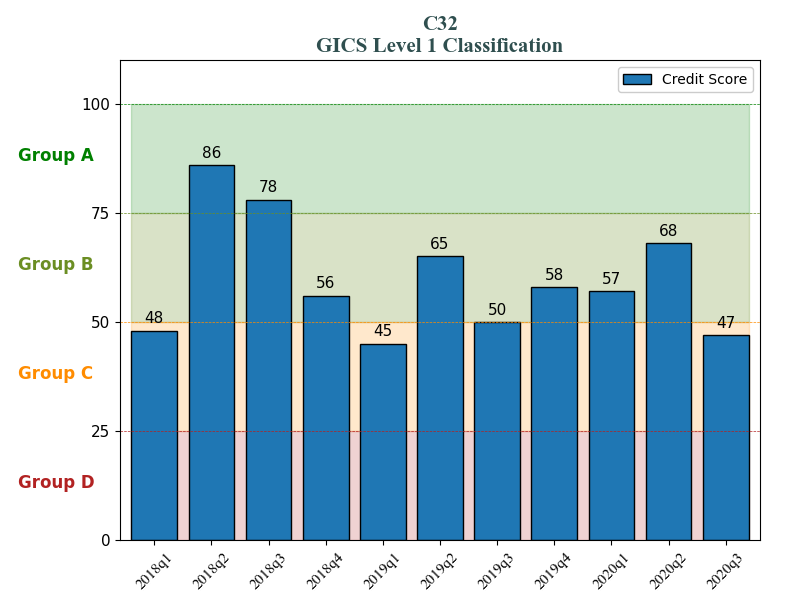 C32
GICS Level 1 Classification
Credit Score
100
Group A
86
78
75
Group B
68
65
58
57
56
50
50
48
47
45
Group C
25
Group D
0
2018q1
2018q2
2018q3
2018q4
2019q1
2019q2
2019q3
2019q4
2020q1
2020q2
2020q3